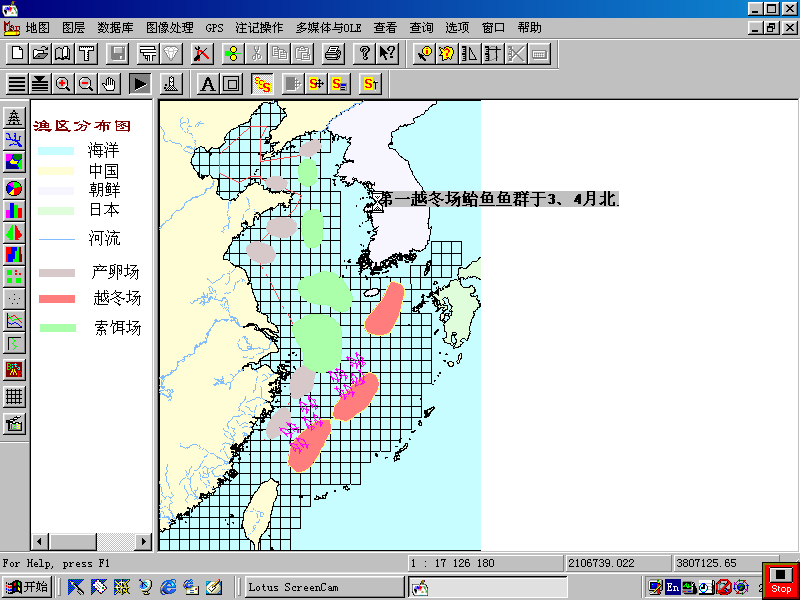 地图 图层 数据库 图像处理 GPS 注记操作 多媒体与OLE 查看 查询 选项 窗口 帮助
渔区分布图
海洋
中国
朝鲜
日本
河流
产卵场
越冬场
索饵场
第一越冬场鲐鱼鱼群于3、4月北
For Help, press F1
1 : 17 126 180
2106739.022
3807125.65
开始
Lotus ScreenCam
En
Stop